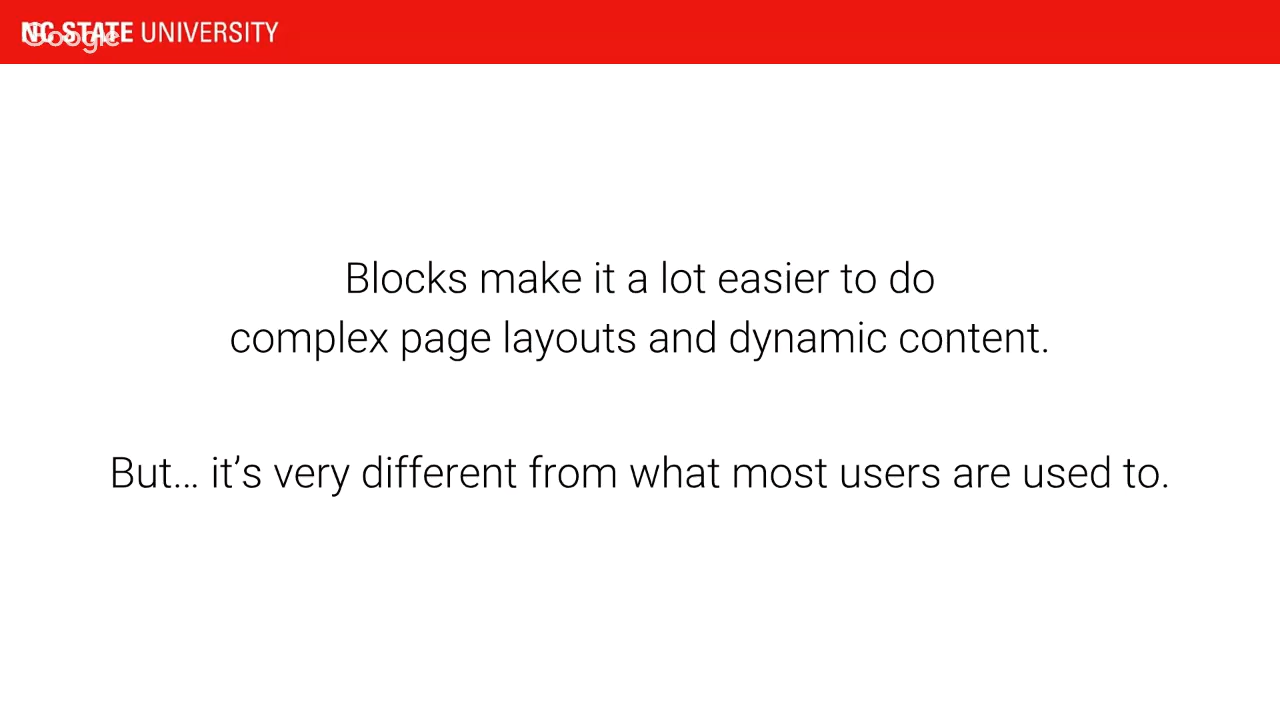 NC STATE UNIVERSITY
Google
Blocks make it a lot easier to do
complex page layouts and dynamic content.
But... it’s very different from what most users are used to.